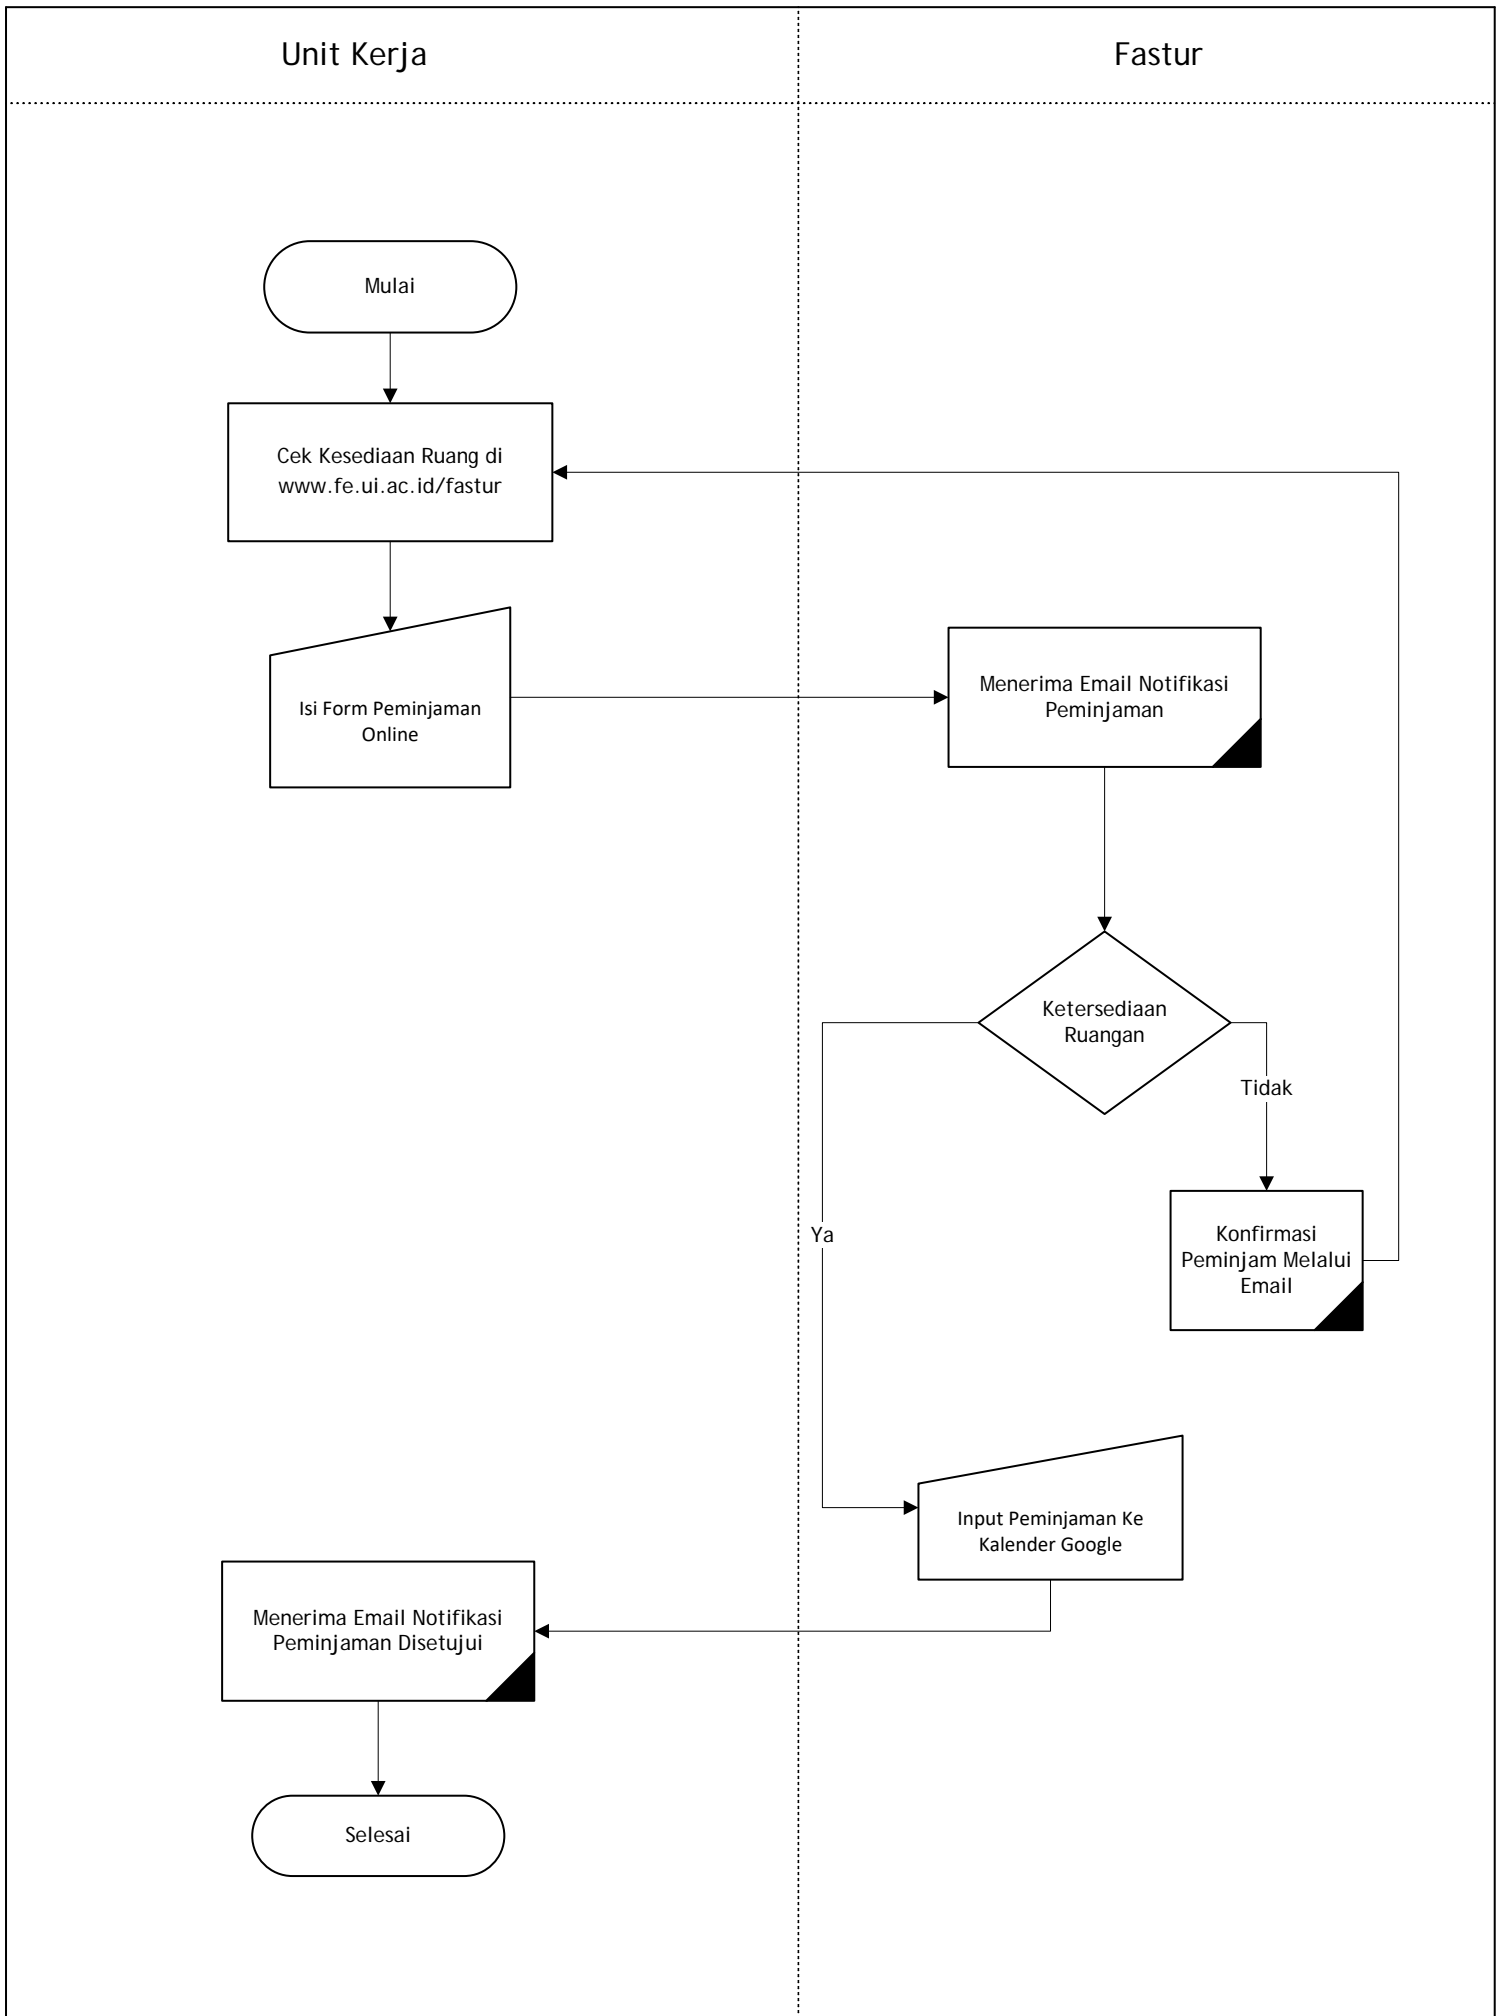 Unit Kerja
Fastur
Mulai
Cek Kesediaan Ruang di
www.fe.ui.ac.id/fastur
Isi Form Peminjaman
Online
Menerima Email Notifikasi
Peminjaman
Ketersediaan
Ruangan
Tidak
Ya
Konfirmasi
Peminjam Melalui
Email
Input Peminjaman Ke
Kalender Google
Menerima Email Notifikasi
Peminjaman Disetujui
Selesai